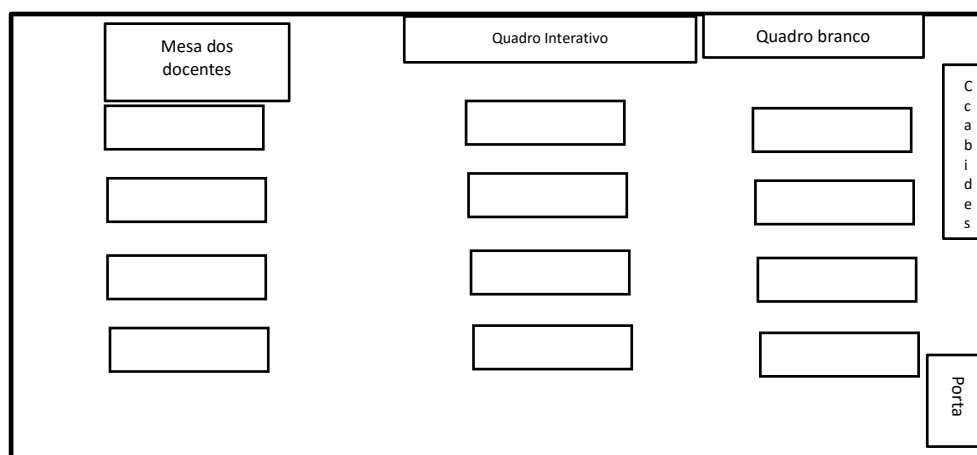 Mesa dos
docentes
Quadro Interativo
Quadro branco
C
c
a
b
i
d
e
s
Porta